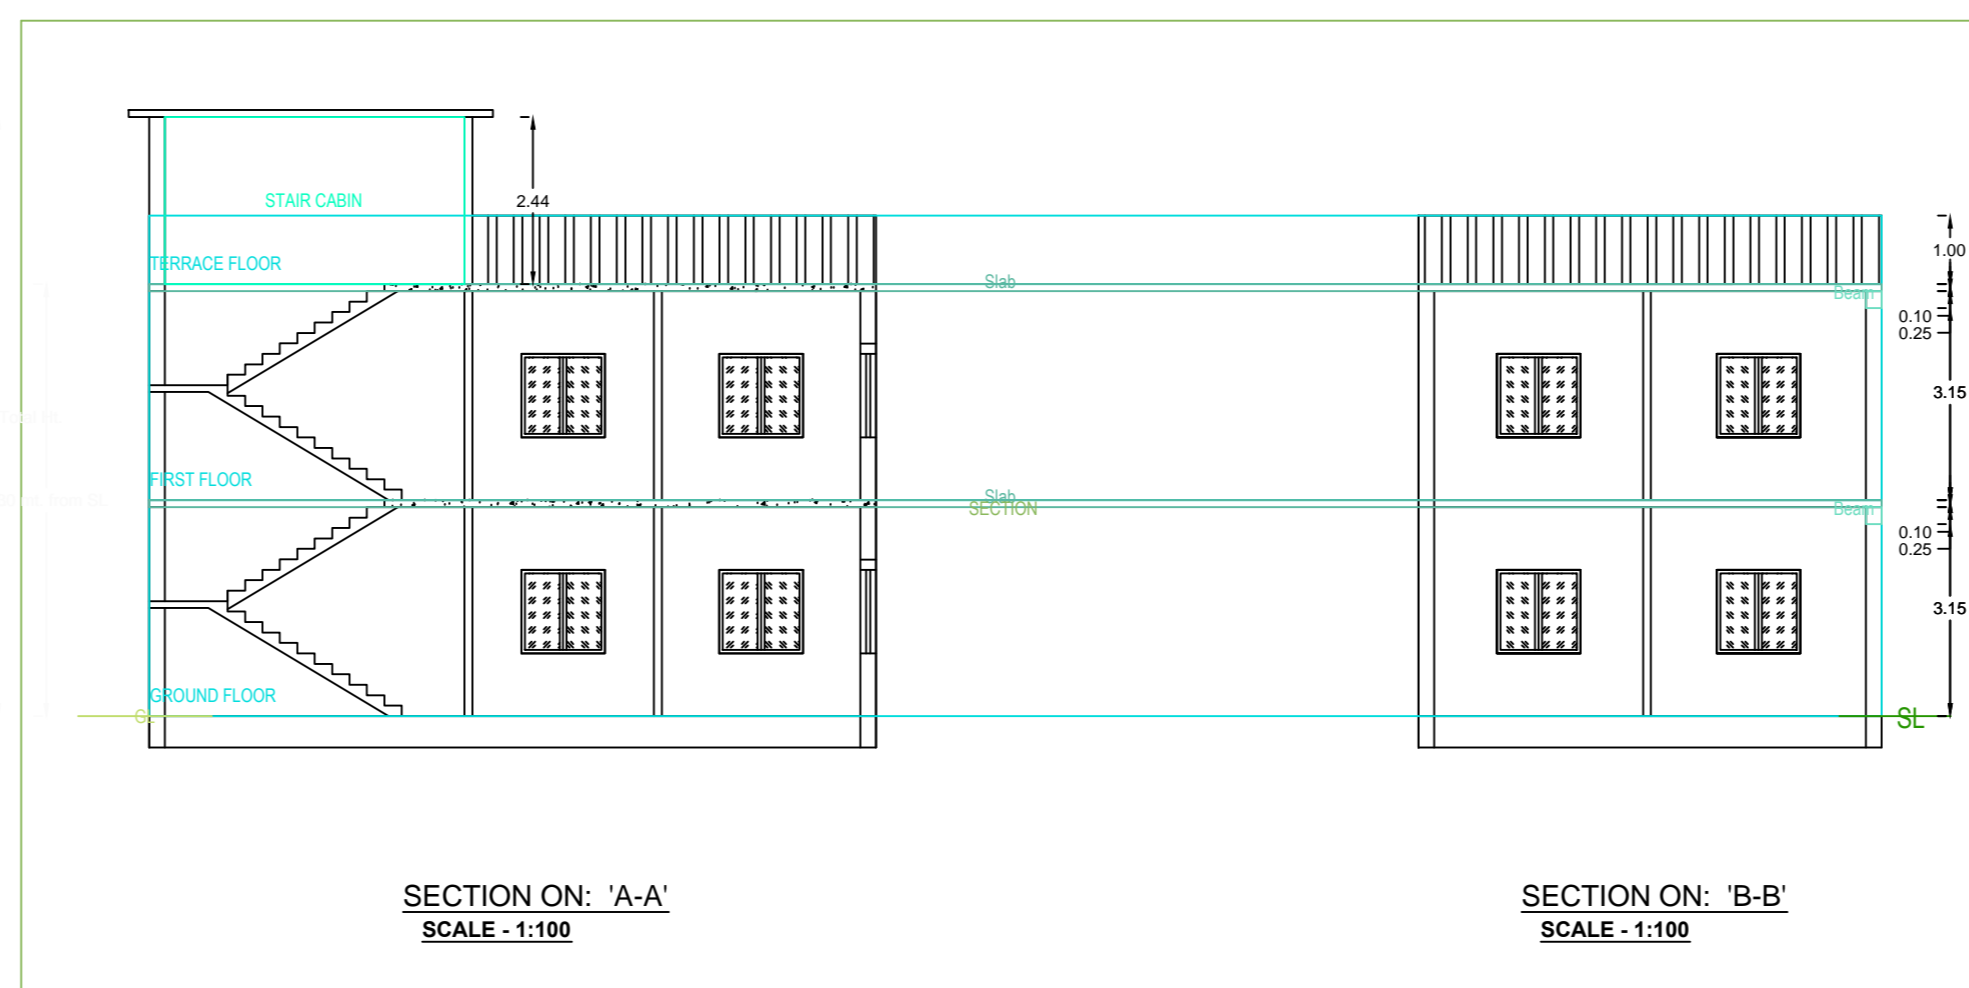 STAIR CABIN
2.44
TERRACE FLOOR
1.00
Slab
Beam
0.10
0.25
3.15
FIRST FLOOR
Slab
SECTION
Beam
0.10
0.25
3.15
GROUND FLOOR
GL
SL
SECTION ON: 'A-A'
SCALE - 1:100
SECTION ON: 'B-B'
SCALE - 1:100